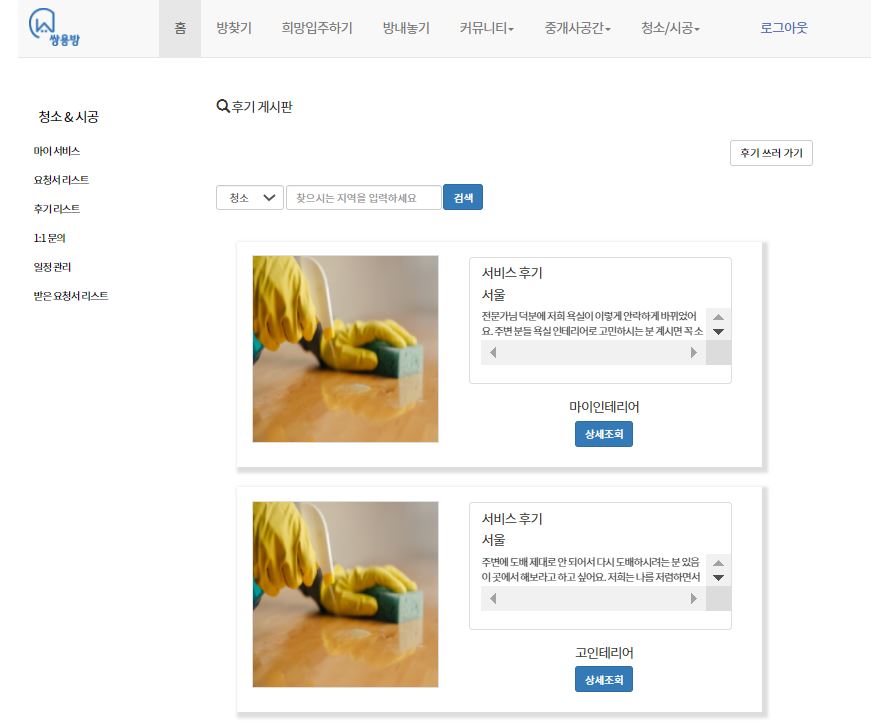 쌍용방
홈 방찾기 희망입주하기 방내놓기 커뮤니티 중개사공간 청소/시공 로그아웃
청소 & 시공
마이 서비스
요청서 리스트
후기 리스트
1:1 문의
일정 관리
받은 요청서 리스트
후기 게시판
후기 쓰러 가기
청소 찾으시는 지역을 입력하세요 검색
서비스 후기
서울
전문가님 덕분에 저희 욕실이 이렇게 안락하게 바뀌었어
요. 주변 분들 욕실 인테리어로 고민하시는 분 계시면 꼭 소
마이인테리어
상세조회
서비스 후기
서울
주변에 도배 제대로 안 되어서 다시 도배하시려는 분 있음
이 곳에서 해보라고 하고 싶어요. 저희는 나름 저렴하면서
고인테리어
상세조회